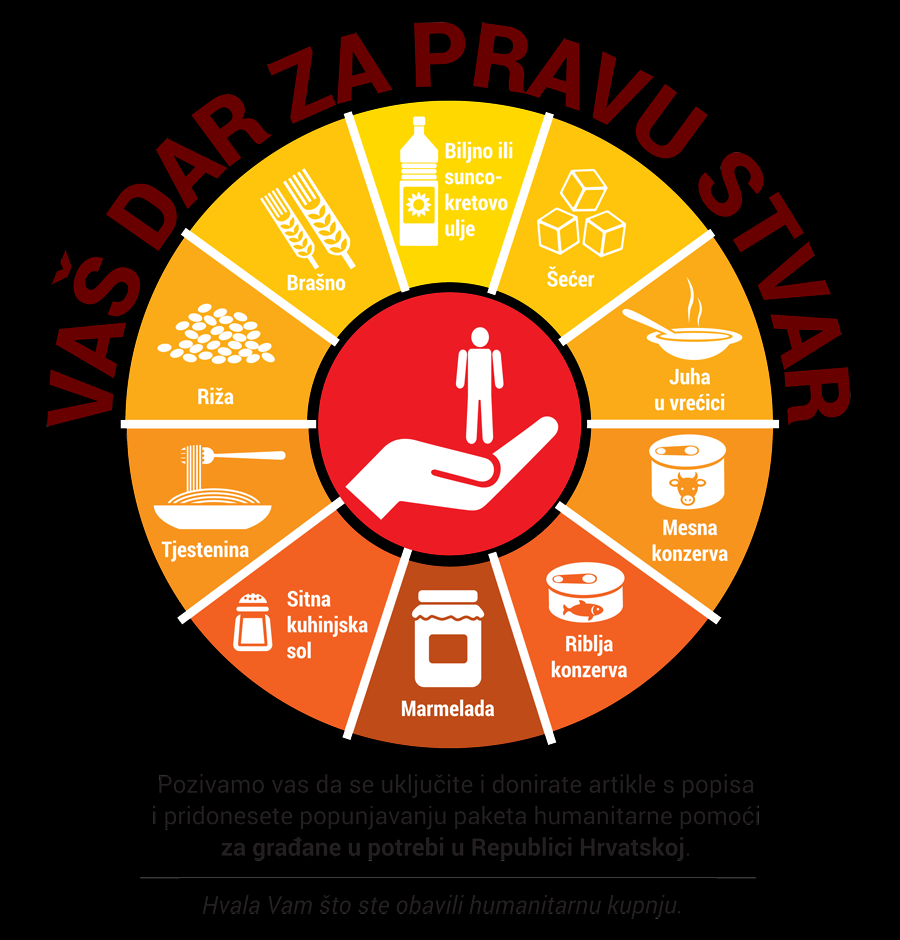 VAŠ DAR ZA PRAVU STVAR
Biljno ili
sunco-
kretovo
ulje
Šećer
Brašno
Juha
u vrećici
Riža
Mesna
konzerva
Tjestenina
Sitna
kuhinjska
sol
Riblja
konzerva
Marmelada
Pozivamo vas da se uključite i donirate artikle s popisa
i pridonesete popunjavanju paketa humanitarne pomoći
za građane u potrebi u Republici Hrvatskoj.
Hvala Vam što ste obavili humanitarnu kupnju.